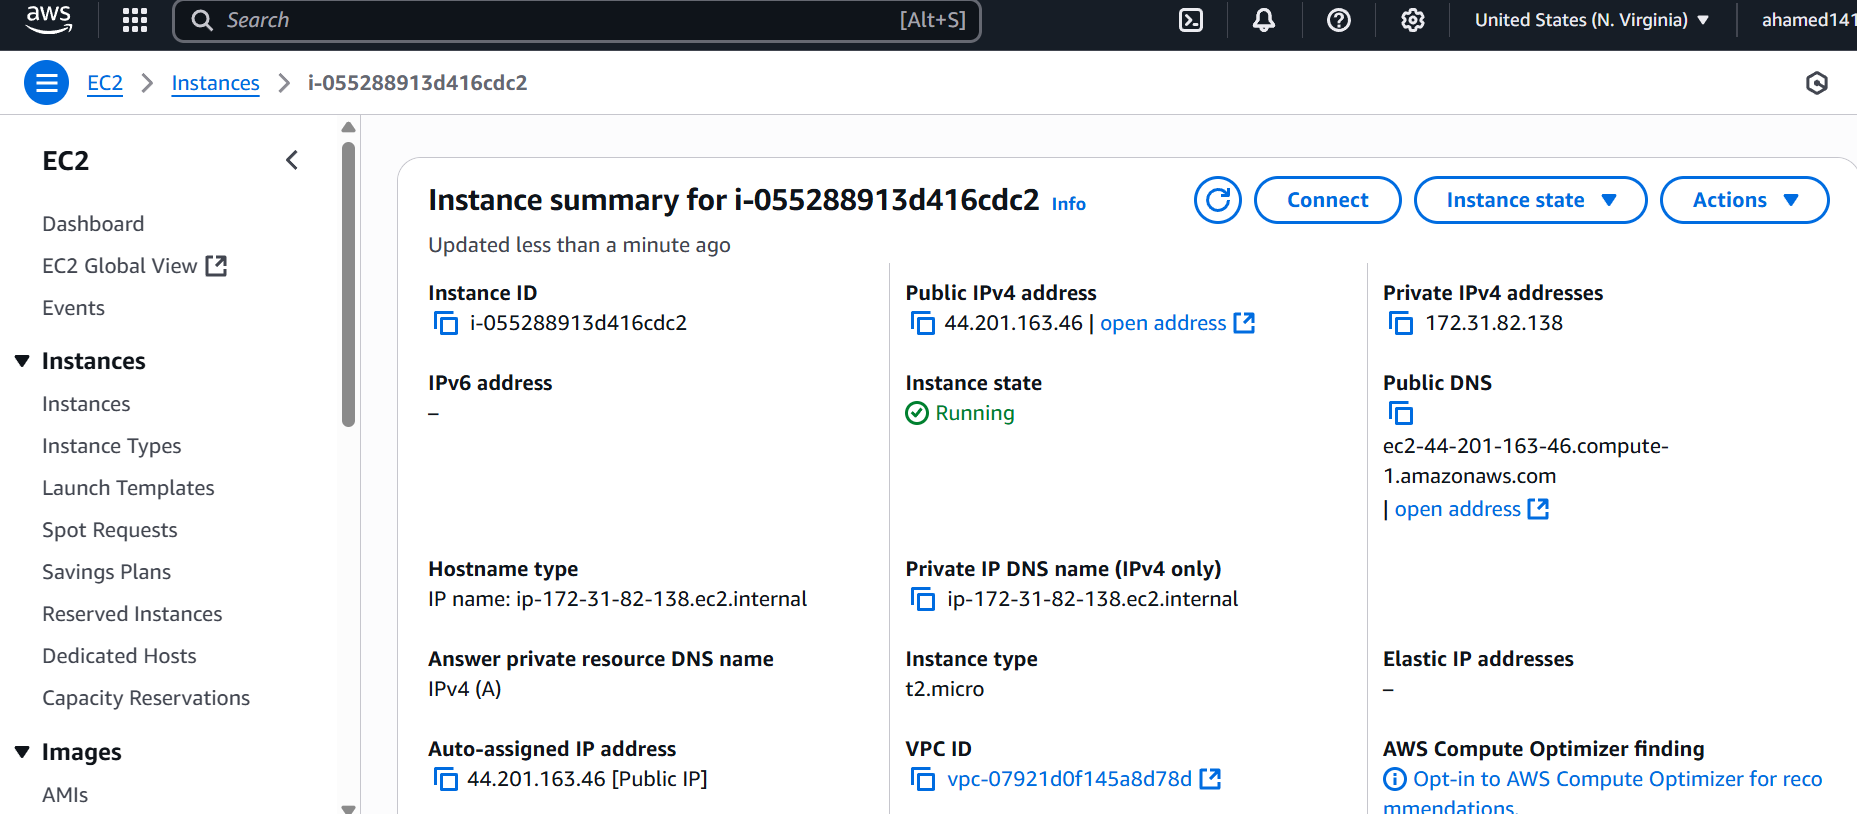 aws
Search [Alt+S]
United States (N. Virginia)
ahamed141
EC2
Instances
i-055288913d416cdc2
EC2
Dashboard
EC2 Global View
Events
Instances
Instances
Instance Types
Launch Templates
Spot Requests
Savings Plans
Reserved Instances
Dedicated Hosts
Capacity Reservations
Images
AMIs
Instance summary for i-055288913d416cdc2 Info
Updated less than a minute ago
Connect
Instance state
Actions
Instance ID
i-055288913d416cdc2
Public IPv4 address
44.201.163.46 | open address
Private IPv4 addresses
172.31.82.138
IPv6 address
–
Instance state
Running
Public DNS
ec2-44-201-163-46.compute-
1.amazonaws.com
| open address
Hostname type
IP name: ip-172-31-82-138.ec2.internal
Private IP DNS name (IPv4 only)
ip-172-31-82-138.ec2.internal
Answer private resource DNS name
IPv4 (A)
Instance type
t2.micro
Elastic IP addresses
–
Auto-assigned IP address
44.201.163.46 [Public IP]
VPC ID
vpc-07921d0f145a8d78d
AWS Compute Optimizer finding
Opt-in to AWS Compute Optimizer for reco
mmendations.